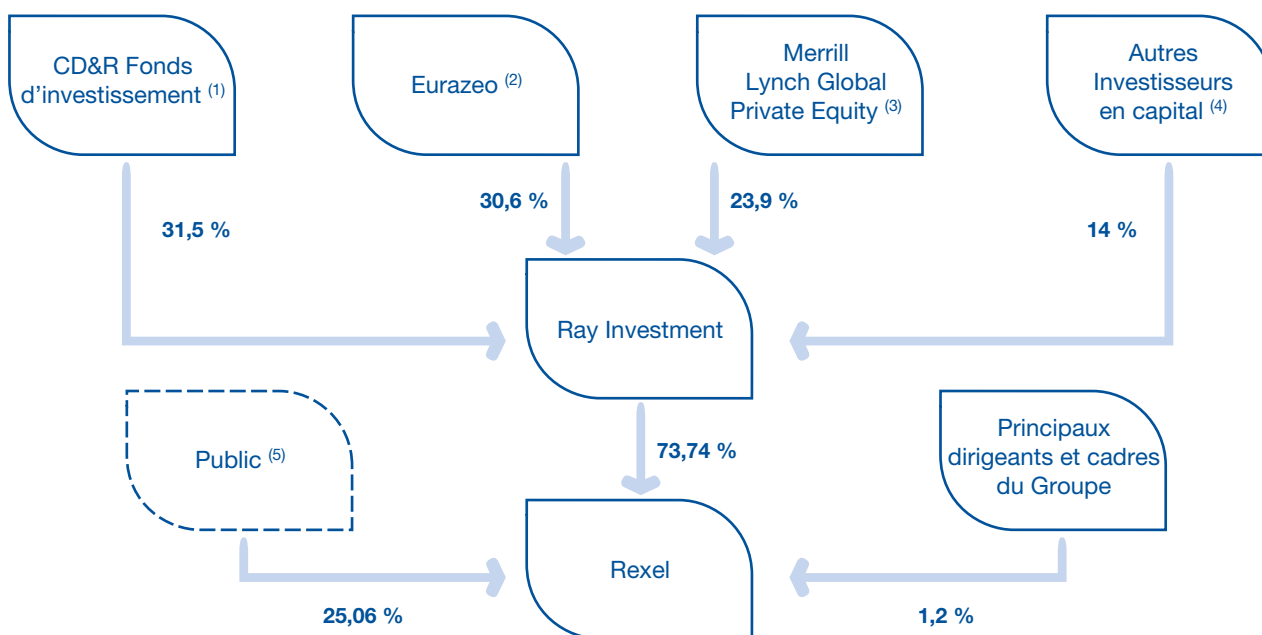 CD&R Fonds
d'investissement (1)
Eurazeo (2)
Merrill
Lynch Global
Private Equity (3)
Autres
Investisseurs
en capital (4)
31,5 %
30,6 %
23,9 %
14 %
Ray Investment
73,74 %
Public (5)
Principaux
dirigeants et cadres
du Groupe
Rexel
25,06 %
1,2 %